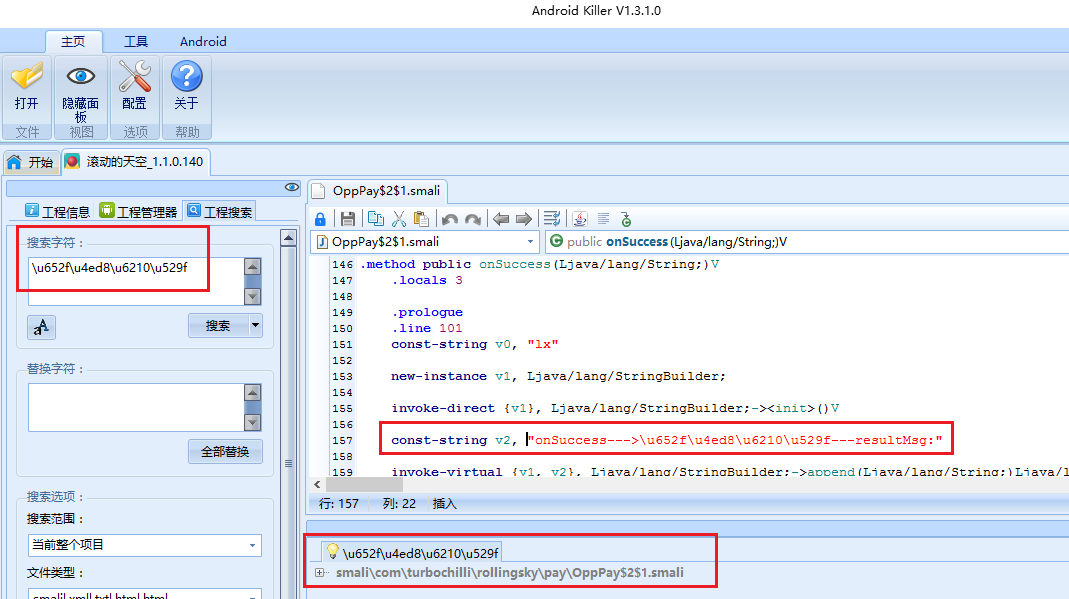 Android Killer V1.3.1.0
主页 工具 Android
打开 隐藏面板 配置 关于
文件 视图 选项 帮助
开始 滚动的天空_1.1.0.140
工程信息 工程管理器 工程搜索
搜索字符：
\u652f\u4ed8\u6210\u529f
aA
搜索
替换字符：
全部替换
搜索选项：
搜索范围：
当前整个项目
文件类型：
.smali|.xml|.txt|.html|.html
OppPay$2$1.smali
OppPay$2$1.smali
public onSuccess(Ljava/lang/String;)V
146 .method public onSuccess(Ljava/lang/String;)V
147 .locals 3
148
149 .prologue
150 .line 101
151 const-string v0, "lx"
152
153 new-instance v1, Ljava/lang/StringBuilder;
154
155 invoke-direct {v1}, Ljava/lang/StringBuilder;-><init>()V
156
157 const-string v2, "onSuccess--->\u652f\u4ed8\u6210\u529f---resultMsg:"
158
159 invoke-virtual {v1, v2}, Ljava/lang/StringBuilder;->append(Ljava/lang/String;)Ljava/l
行: 157 列: 22 插入
\u652f\u4ed8\u6210\u529f
smali\com\turbochilli\rollingsky\pay\OppPay$2$1.smali